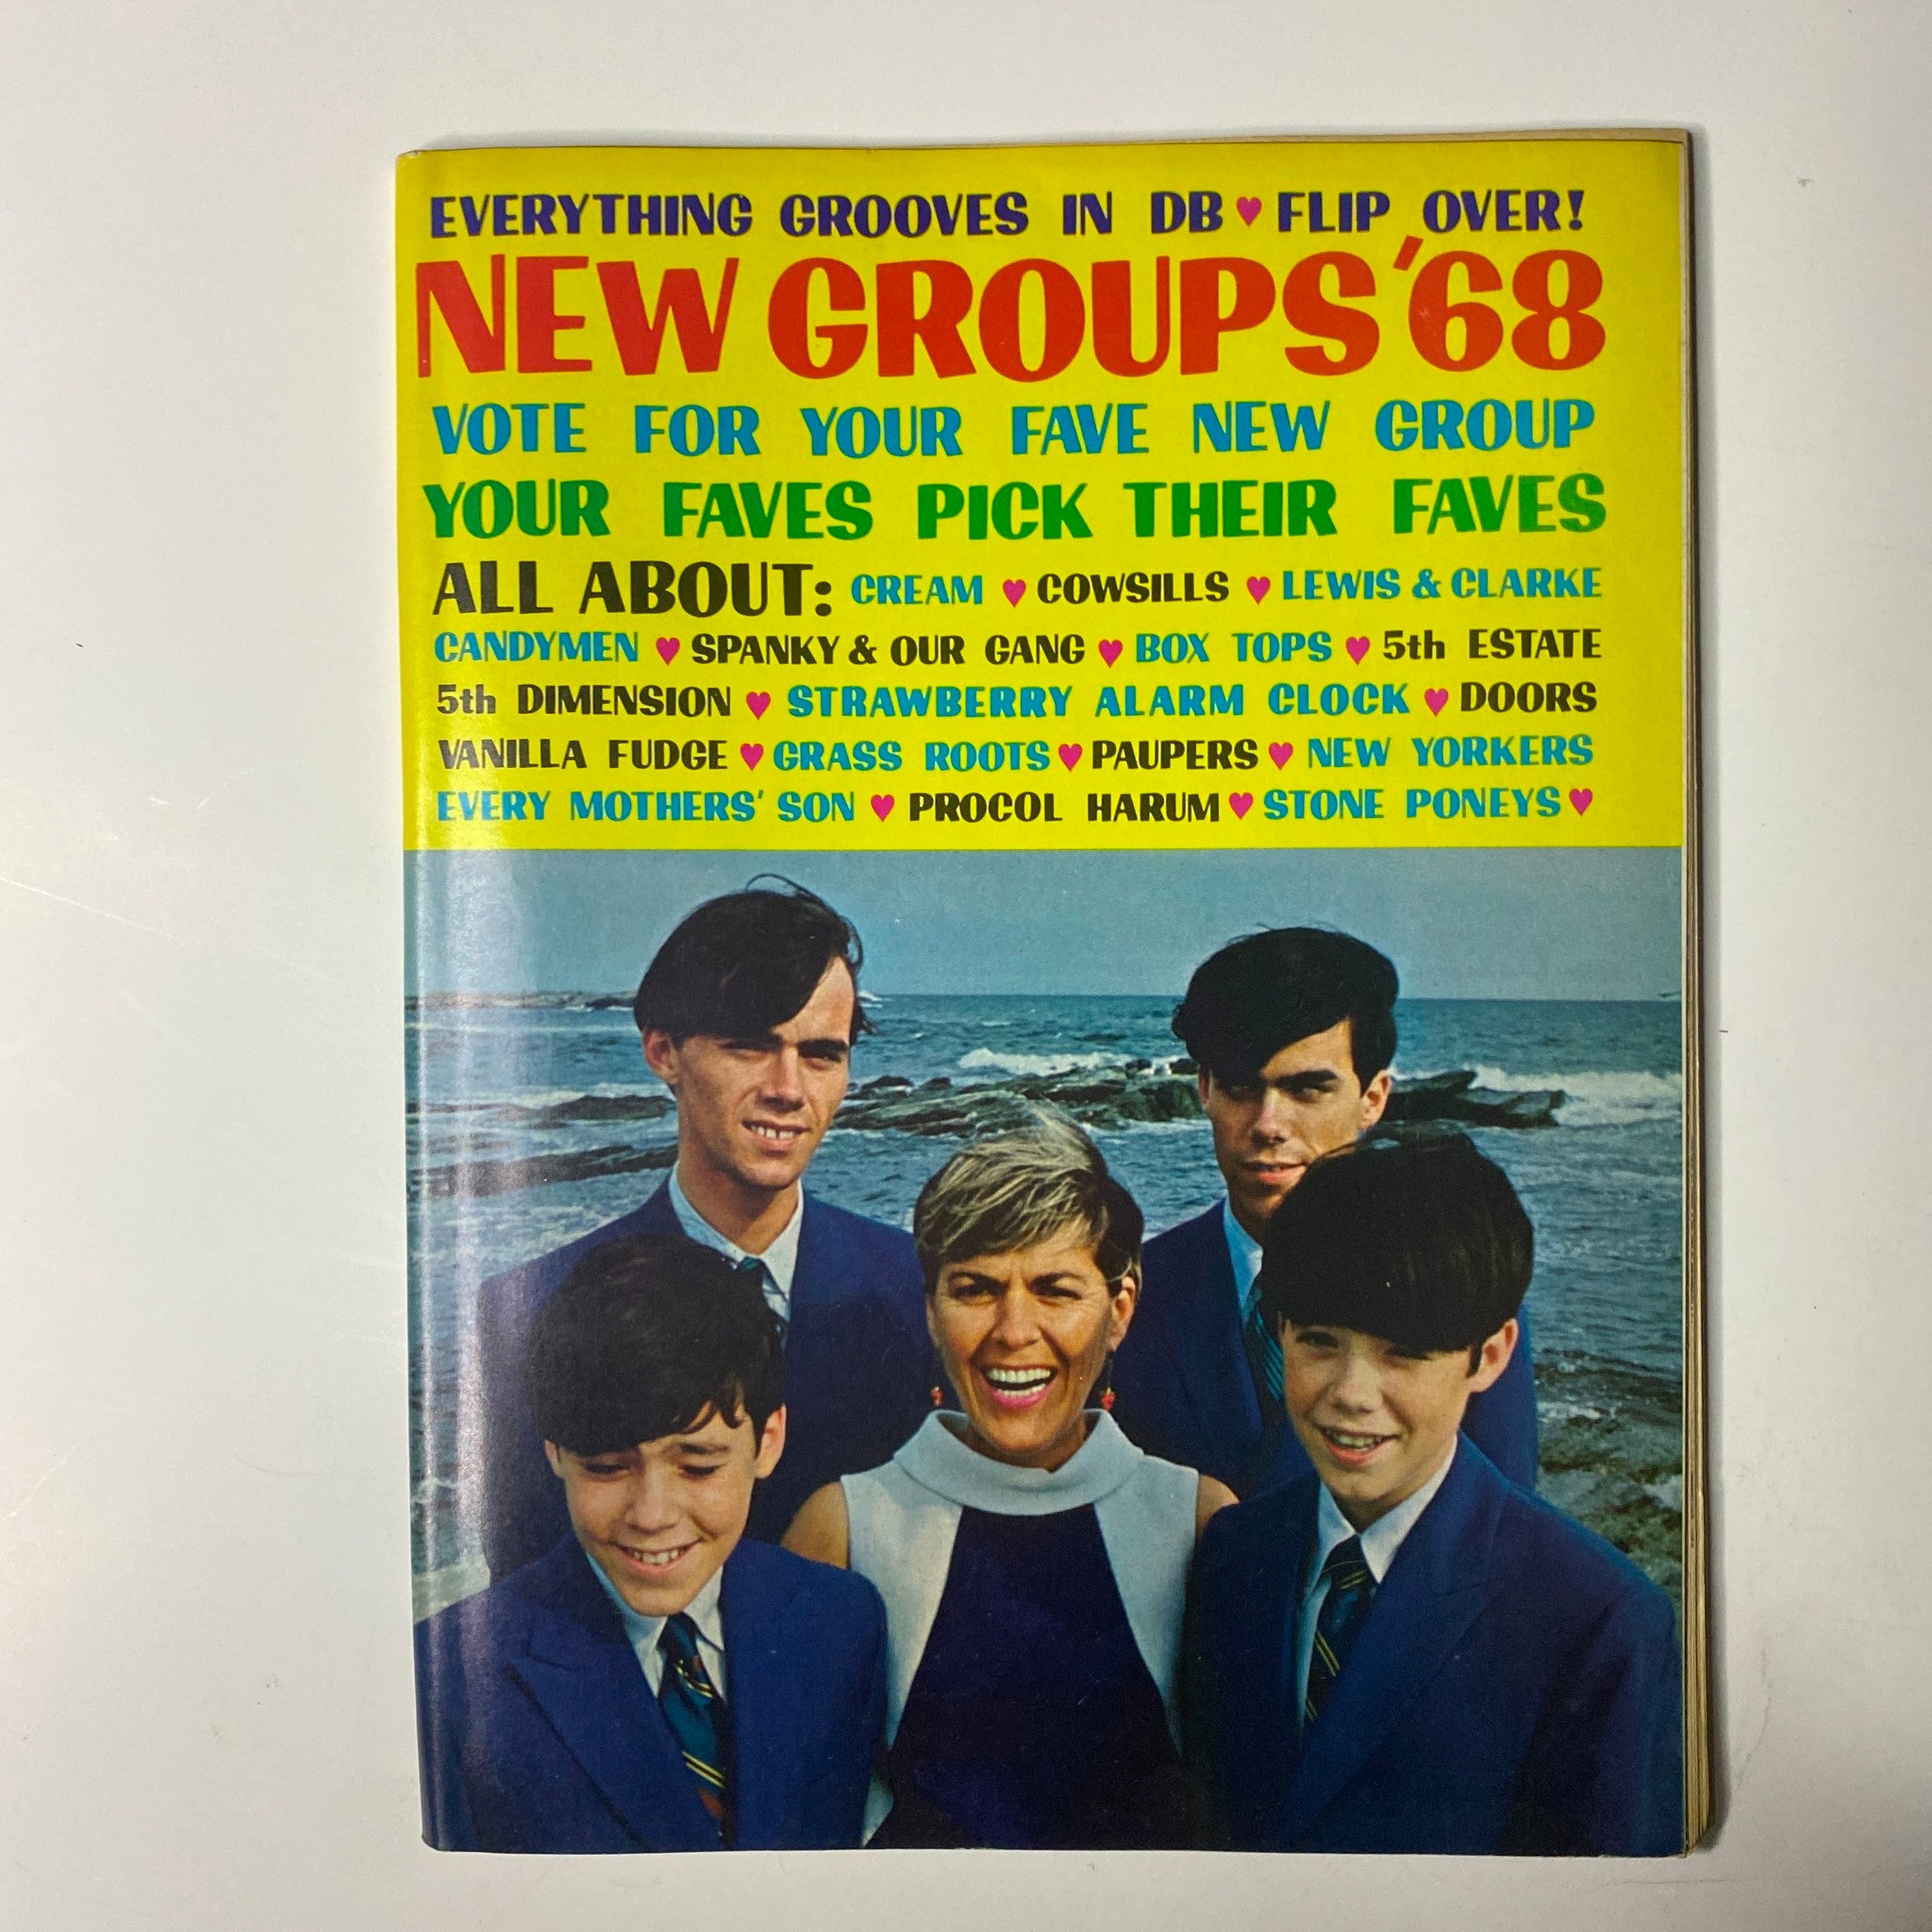 EVERYTHING GROOVES IN DB ♥ FLIP OVER!
NEW GROUPS '68
VOTE FOR YOUR FAVE NEW GROUP
YOUR FAVES PICK THEIR FAVES
ALL ABOUT: CREAM ♥ COWSILLS ♥ LEWIS & CLARKE
CANDYMEN ♥ SPANKY & OUR GANG ♥ BOX TOPS ♥ 5th ESTATE
5th DIMENSION ♥ STRAWBERRY ALARM CLOCK ♥ DOORS
VANILLA FUDGE ♥ GRASS ROOTS ♥ PAUPERS ♥ NEW YORKERS
EVERY MOTHERS' SON ♥ PROCOL HARUM ♥ STONE PONEYS ♥